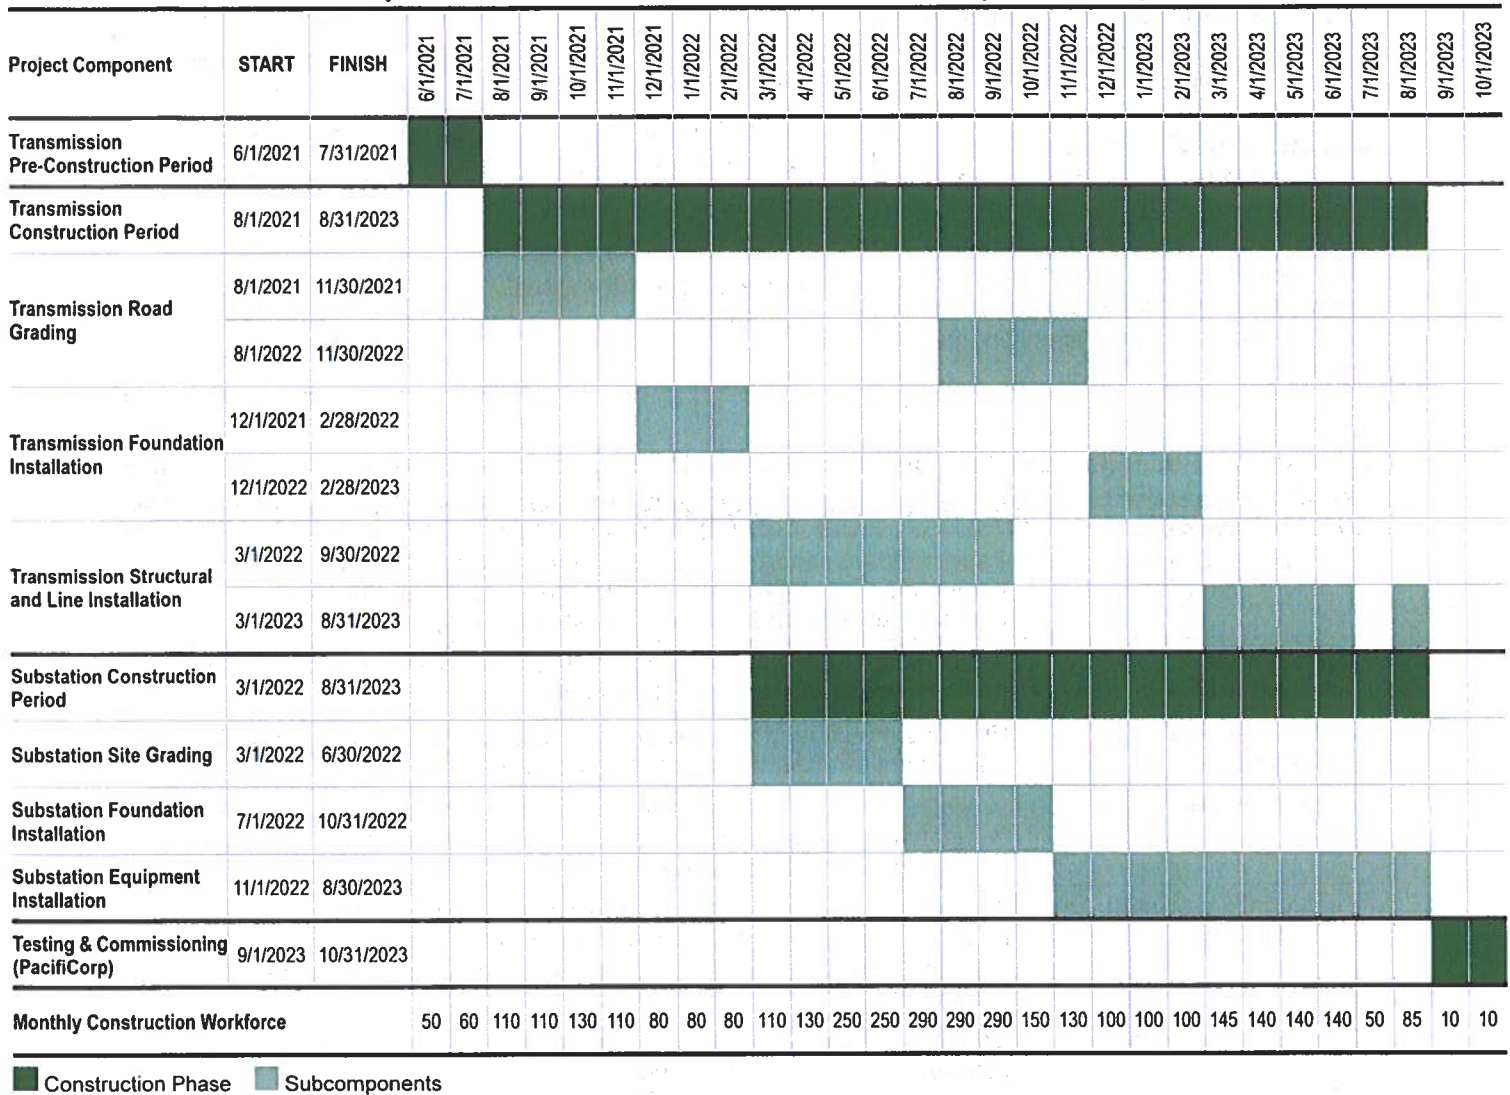 Project Component START FINISH 6/1/2021 7/1/2021 8/1/2021 9/1/2021 10/1/2021 11/1/2021 12/1/2021 1/1/2022 2/1/2022 3/1/2022 4/1/2022 5/1/2022 6/1/2022 7/1/2022 8/1/2022 9/1/2022 10/1/2022 11/1/2022 12/1/2022 1/1/2023 2/1/2023 3/1/2023 4/1/2023 5/1/2023 6/1/2023 7/1/2023 8/1/2023 9/1/2023 10/1/2023
Transmission
Pre-Construction Period 6/1/2021 7/31/2021
Transmission
Construction Period 8/1/2021 8/31/2023
Transmission Road
Grading
8/1/2021 11/30/2021
8/1/2022 11/30/2022
Transmission Foundation
Installation
12/1/2021 2/28/2022
12/1/2022 2/28/2023
Transmission Structural
and Line Installation
3/1/2022 9/30/2022
3/1/2023 8/31/2023
Substation Construction
Period 3/1/2022 8/31/2023
Substation Site Grading 3/1/2022 6/30/2022
Substation Foundation
Installation 7/1/2022 10/31/2022
Substation Equipment
Installation 11/1/2022 8/30/2023
Testing & Commissioning
(PacifiCorp) 9/1/2023 10/31/2023
Monthly Construction Workforce 50 60 110 110 130 110 80 80 80 110 130 250 250 290 290 290 150 130 100 100 100 145 140 140 140 50 85 10 10
Construction Phase Subcomponents